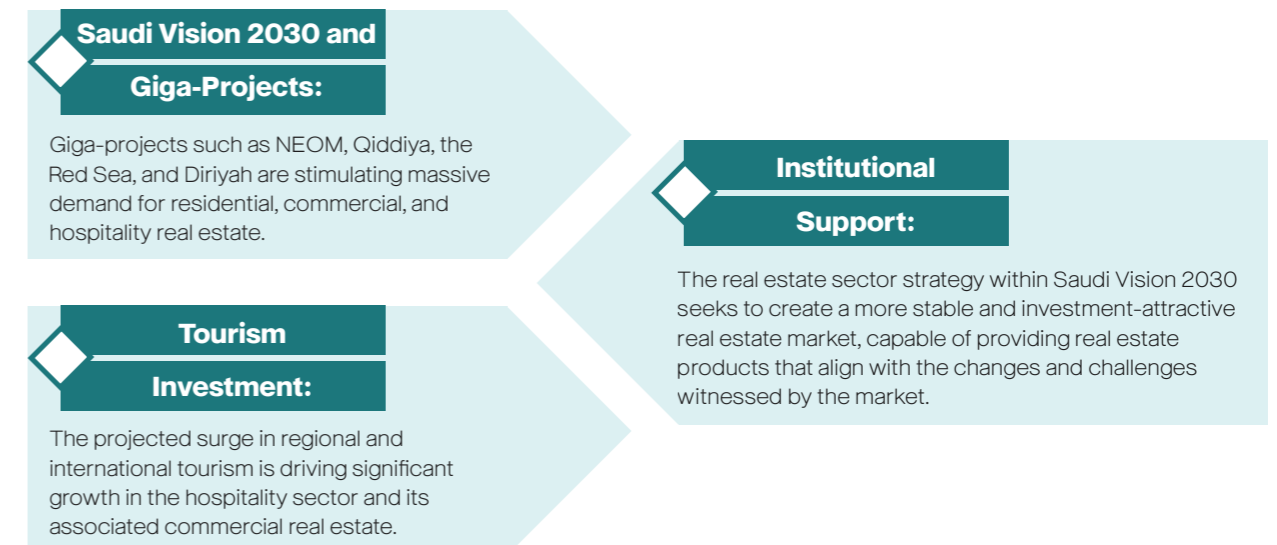 Saudi Vision 2030 and
Giga-Projects:
Giga-projects such as NEOM, Qiddiya, the
Red Sea, and Diriyah are stimulating massive
demand for residential, commercial, and
hospitality real estate.
Institutional
Support:
The real estate sector strategy within Saudi Vision 2030
seeks to create a more stable and investment-attractive
real estate market, capable of providing real estate
products that align with the changes and challenges
witnessed by the market.
Tourism
Investment:
The projected surge in regional and
international tourism is driving significant
growth in the hospitality sector and its
associated commercial real estate.